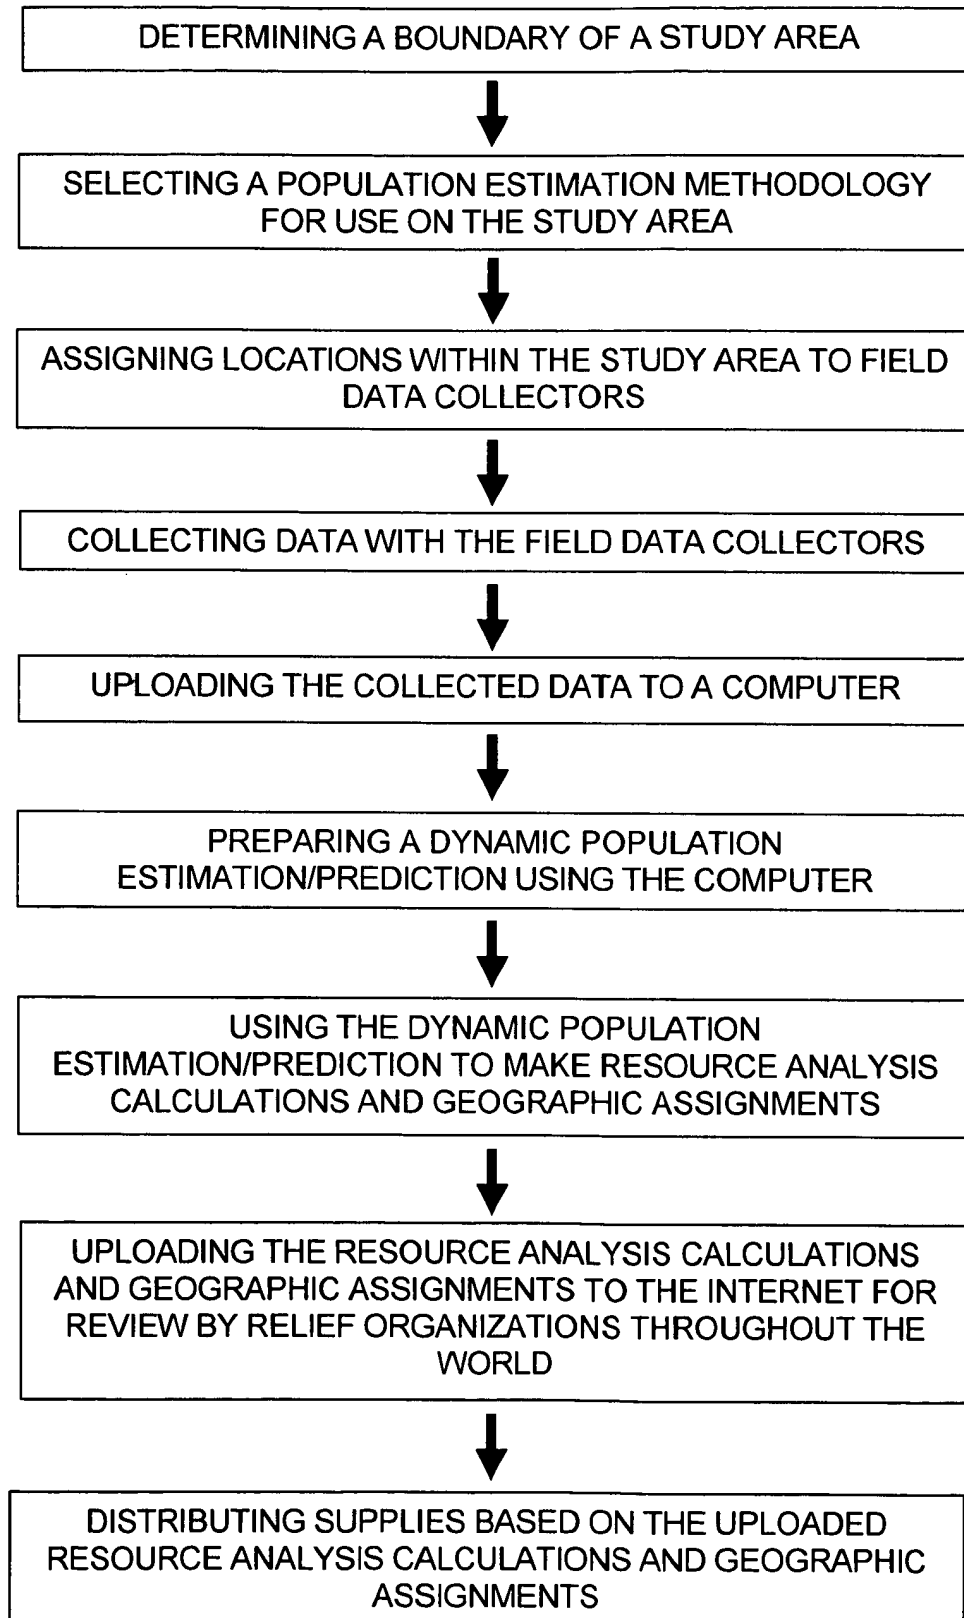 DETERMINING A BOUNDARY OF A STUDY AREA
SELECTING A POPULATION ESTIMATION METHODOLOGY
FOR USE ON THE STUDY AREA
ASSIGNING LOCATIONS WITHIN THE STUDY AREA TO FIELD
DATA COLLECTORS
COLLECTING DATA WITH THE FIELD DATA COLLECTORS
UPLOADING THE COLLECTED DATA TO A COMPUTER
PREPARING A DYNAMIC POPULATION
ESTIMATION/PREDICTION USING THE COMPUTER
USING THE DYNAMIC POPULATION
ESTIMATION/PREDICTION TO MAKE RESOURCE ANALYSIS
CALCULATIONS AND GEOGRAPHIC ASSIGNMENTS
UPLOADING THE RESOURCE ANALYSIS CALCULATIONS
AND GEOGRAPHIC ASSIGNMENTS TO THE INTERNET FOR
REVIEW BY RELIEF ORGANIZATIONS THROUGHOUT THE
WORLD
DISTRIBUTING SUPPLIES BASED ON THE UPLOADED
RESOURCE ANALYSIS CALCULATIONS AND GEOGRAPHIC
ASSIGNMENTS